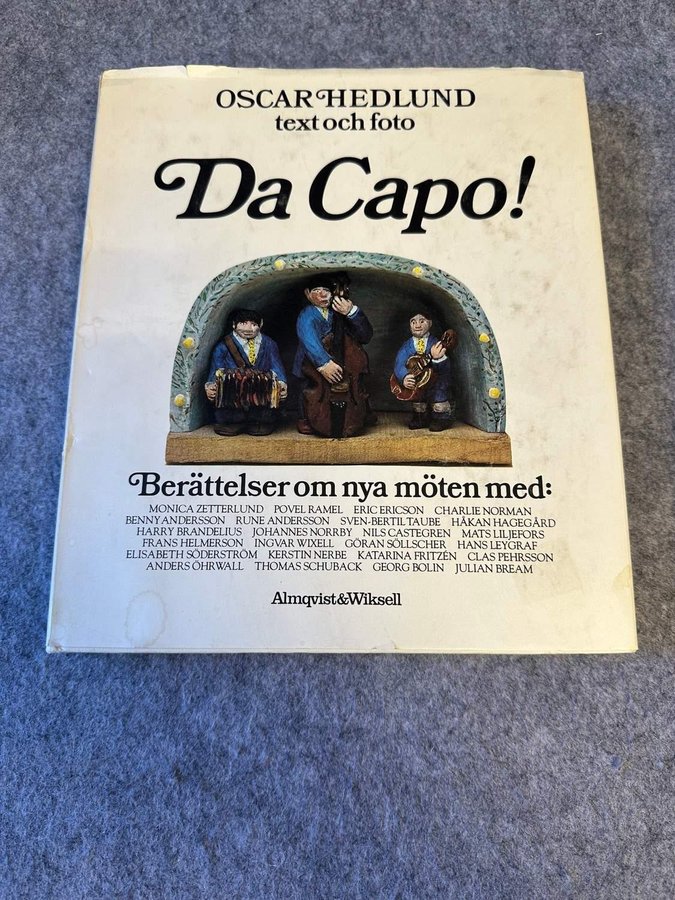 OSCAR HEDLUND
text och foto
Da Capo!
Berättelser om nya möten med:
MONICA ZETTERLUND POVEL RAMEL ERIC ERICSON CHARLIE NORMAN
BENNY ANDERSSON RUNE ANDERSSON SVEN-BERTIL TAUBE HÅKAN HAGEGÅRD
HARRY BRANDELIUS JOHANNES NORRBY NILS CASTEGREN MATS LILJEFORS
FRANS HELMERSON INGVAR WIXELL GÖRAN SÖLLSCHER HANS LEYGRAF
ELISABETH SÖDERSTRÖM KERSTIN NERBE KATARINA FRITZÉN CLAS PEHRSSON
ANDERS ÖHRWALL THOMAS SCHUBACK GEORG BOLIN JULIAN BREAM
Almqvist&Wiksell